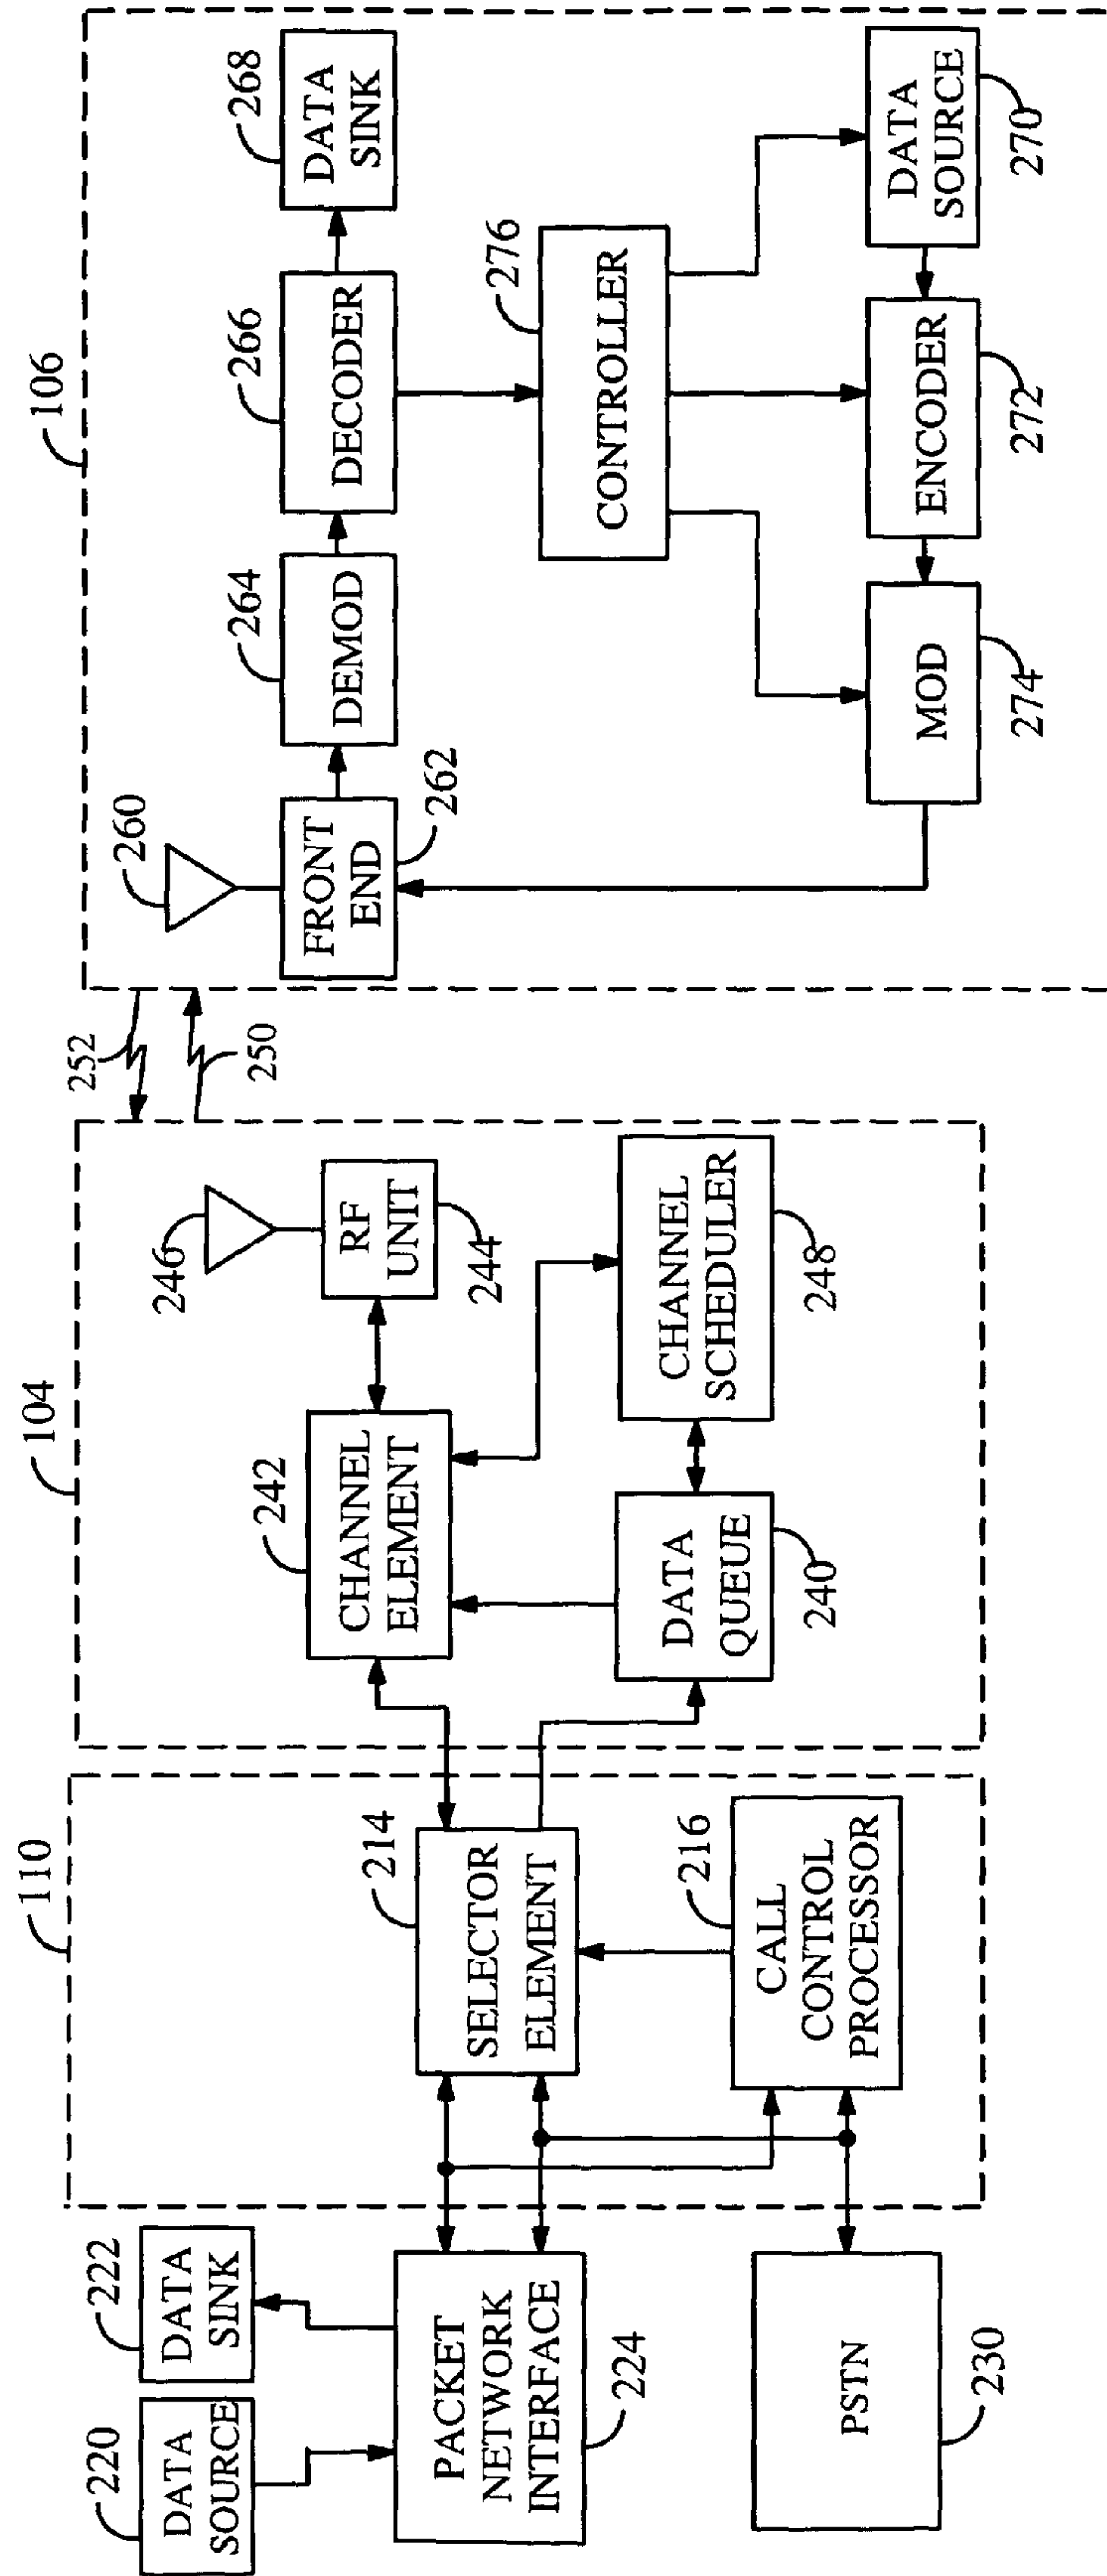 106
260
FRONT
END
262
264
DEMOD
266
DECODER
268
DATA
SINK
276
CONTROLLER
MOD
274
ENCODER
272
DATA
SOURCE
270
252
250
104
246
RF
UNIT
244
242
CHANNEL
ELEMENT
CHANNEL
SCHEDULER
248
DATA
QUEUE
240
110
214
SELECTOR
ELEMENT
216
CALL
CONTROL
PROCESSOR
220
DATA
SOURCE
222
DATA
SINK
PACKET
NETWORK
INTERFACE
224
PSTN
230